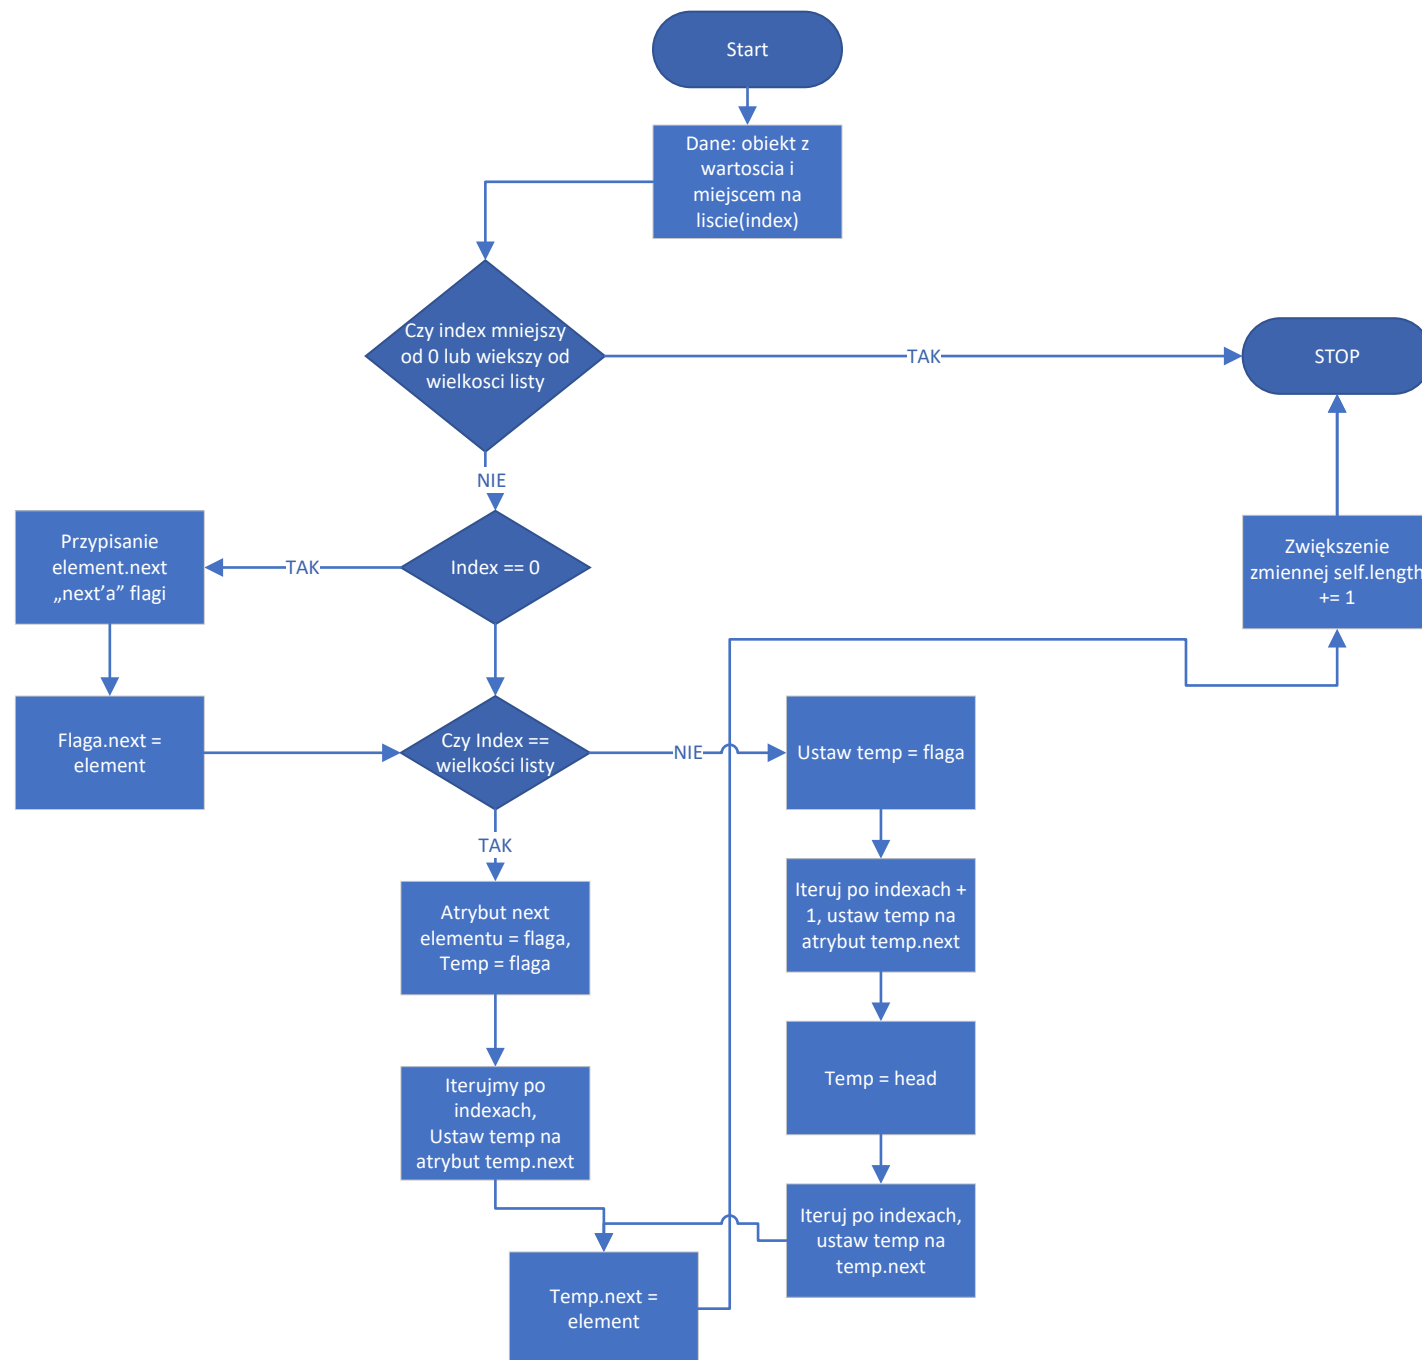 Start
Dane: obiekt z
wartoscia i
miejscem na
liscie(index)
Czy index mniejszy
od 0 lub wiekszy od
wielkosci listy
TAK
STOP
NIE
Przypisanie
element.next
„next’a” flagi
TAK
Index == 0
Zwiększenie
zmiennej self.length
+= 1
Flaga.next =
element
Czy Index ==
wielkości listy
NIE
Ustaw temp = flaga
TAK
Iteruj po indexach +
1, ustaw temp na
atrybut temp.next
Atrybut next
elementu = flaga,
Temp = flaga
Temp = head
Iterujmy po
indexach,
Ustaw temp na
atrybut temp.next
Iteruj po indexach,
ustaw temp na
temp.next
Temp.next =
element